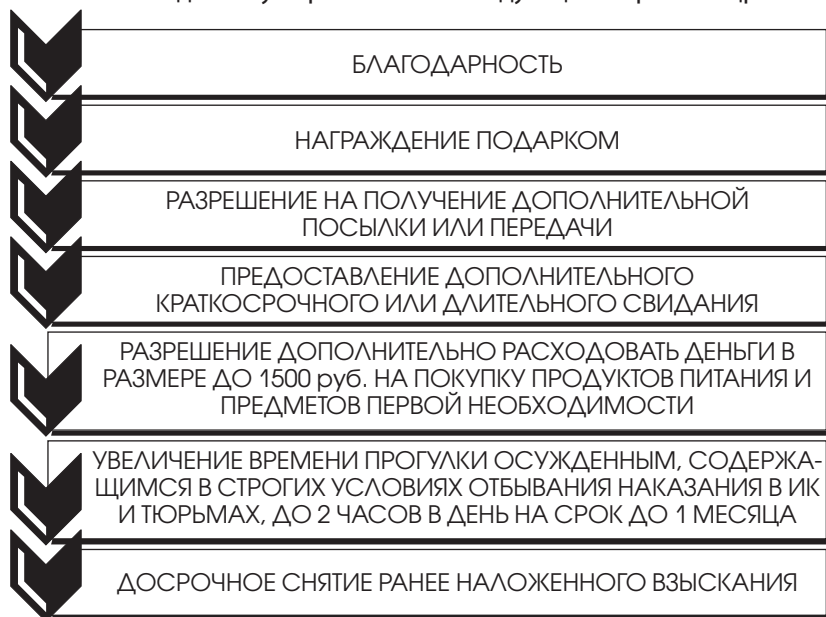 БЛАГОДАРНОСТЬ
НАГРАЖДЕНИЕ ПОДАРКОМ
РАЗРЕШЕНИЕ НА ПОЛУЧЕНИЕ ДОПОЛНИТЕЛЬНОЙ
ПОСЫЛКИ ИЛИ ПЕРЕДАЧИ
ПРЕДОСТАВЛЕНИЕ ДОПОЛНИТЕЛЬНОГО
КРАТКОСРОЧНОГО ИЛИ ДЛИТЕЛЬНОГО СВИДАНИЯ
РАЗРЕШЕНИЕ ДОПОЛНИТЕЛЬНО РАСХОДОВАТЬ ДЕНЬГИ В
РАЗМЕРЕ ДО 1500 руб. НА ПОКУПКУ ПРОДУКТОВ ПИТАНИЯ И
ПРЕДМЕТОВ ПЕРВОЙ НЕОБХОДИМОСТИ
УВЕЛИЧЕНИЕ ВРЕМЕНИ ПРОГУЛКИ ОСУЖДЕННЫМ, СОДЕРЖА-
ЩИМСЯ В СТРОГИХ УСЛОВИЯХ ОТБЫВАНИЯ НАКАЗАНИЯ В ИК
И ТЮРЬМАХ, ДО 2 ЧАСОВ В ДЕНЬ НА СРОК ДО 1 МЕСЯЦА
ДОСРОЧНОЕ СНЯТИЕ РАНЕЕ НАЛОЖЕННОГО ВЗЫСКАНИЯ